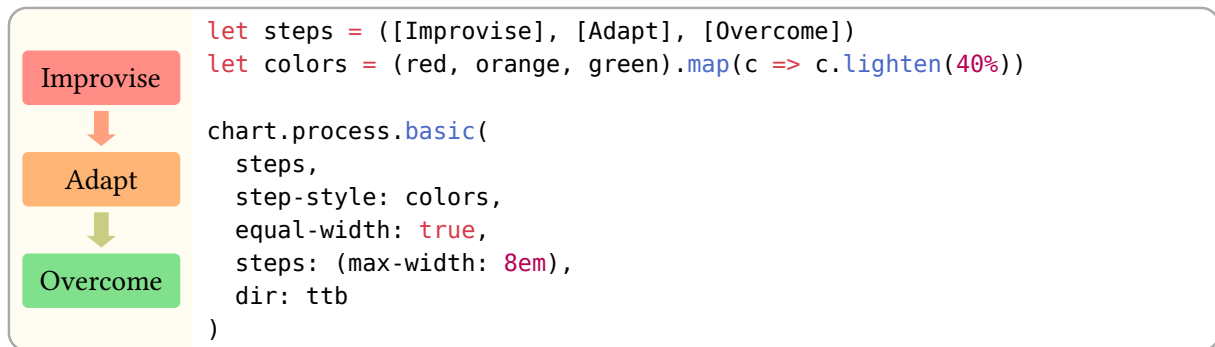 Improvise
Adapt
Overcome
let steps = ([Improvise], [Adapt], [Overcome])
let colors = (red, orange, green).map(c => c.lighten(40%))

chart.process.basic(
  steps,
  step-style: colors,
  equal-width: true,
  steps: (max-width: 8em),
  dir: ttb
)